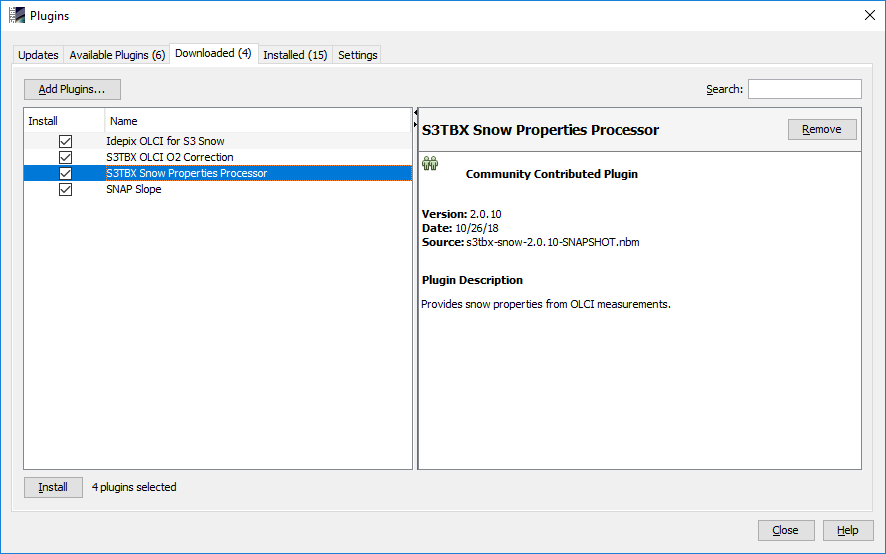 Plugins
Updates Available Plugins (6) Downloaded (4) Installed (15) Settings
Add Plugins... Search:
Install Name
Idepix OLCI for S3 Snow
S3TBX OLCI O2 Correction
S3TBX Snow Properties Processor
SNAP Slope
S3TBX Snow Properties Processor Remove
Community Contributed Plugin
Version: 2.0.10
Date: 10/26/18
Source: s3tbx-snow-2.0.10-SNAPSHOT.nbm
Plugin Description
Provides snow properties from OLCI measurements.
Install 4 plugins selected
Close Help